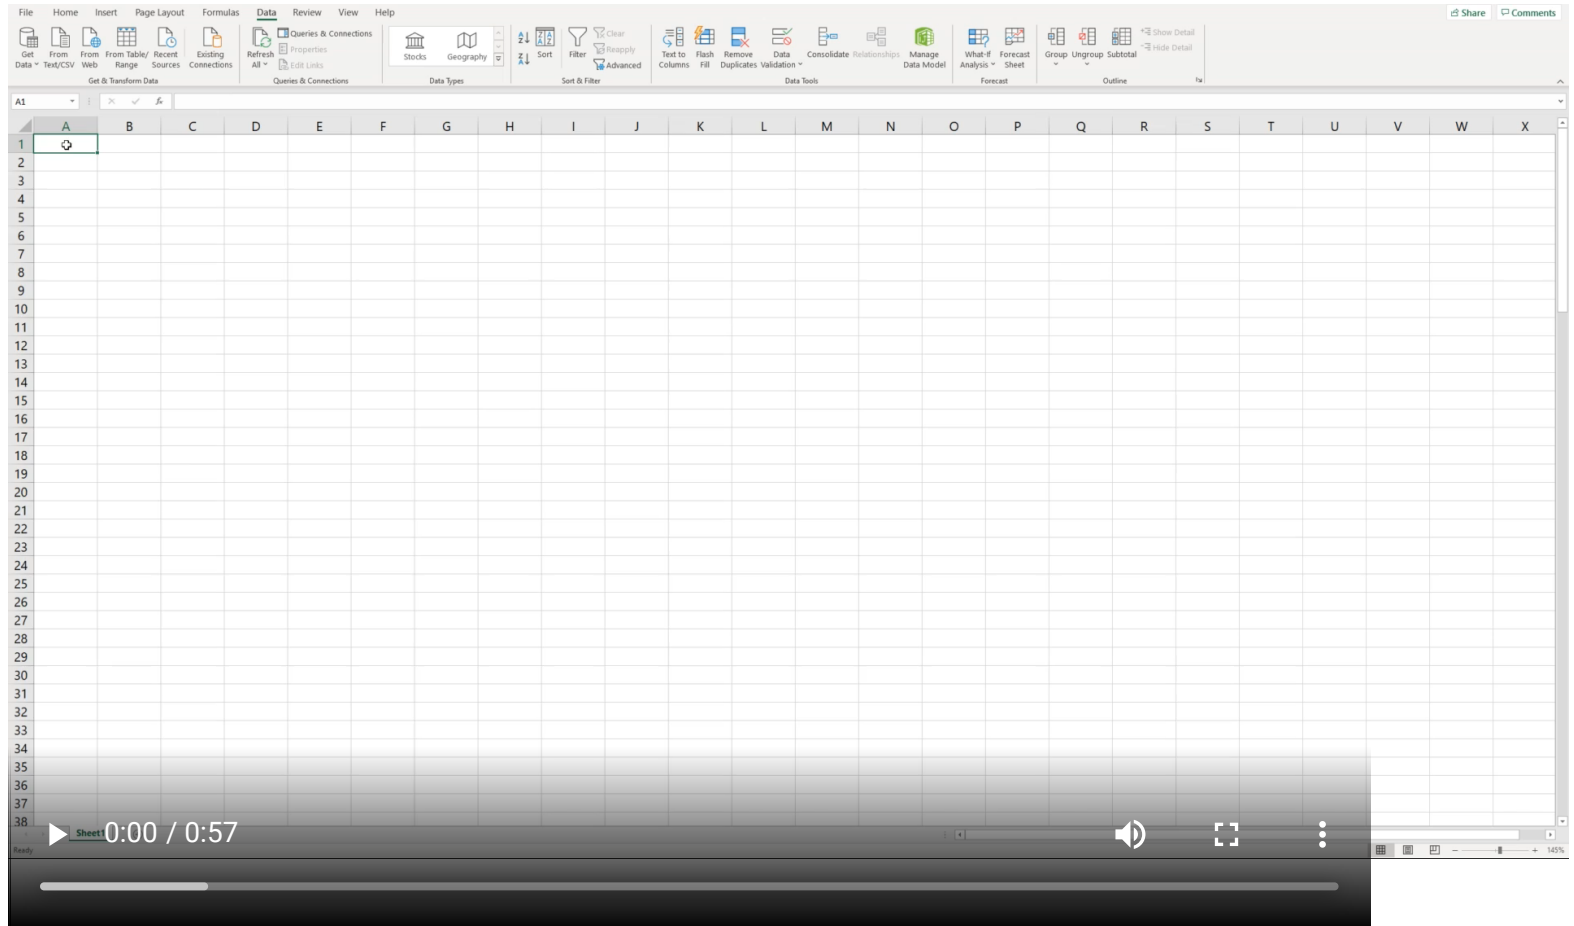 File Home Insert Page Layout Formulas Data Review View Help Share Comments
Get Data From Text/CSV From Web From Table/ Range Recent Sources Existing Connections
Get & Transform Data
Refresh All Queries & Connections Properties Edit Links
Queries & Connections
Stocks Geography
Data Types
Sort Filter Clear Reapply Advanced
Sort & Filter
Text to Columns Flash Fill Remove Duplicates Data Validation Consolidate Relationships Manage Data Model
Data Tools
What-If Analysis Forecast Sheet
Forecast
Group Ungroup Subtotal Show Detail Hide Detail
Outline
A1 fx
A B C D E F G H I J K L M N O P Q R S T U V W X
1
2
3
4
5
6
7
8
9
10
11
12
13
14
15
16
17
18
19
20
21
22
23
24
25
26
27
28
29
30
31
32
33
34
35
36
37
38
Sheet1
0:00 / 0:57
Ready 145%